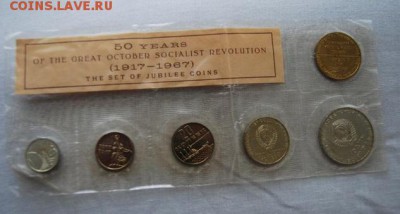 COINS.LAVE.RU
50 YEARS
OF THE GREAT OCTOBER SOCIALIST REVOLUTION
(1917-1967)
THE SET OF JUBILEE COINS